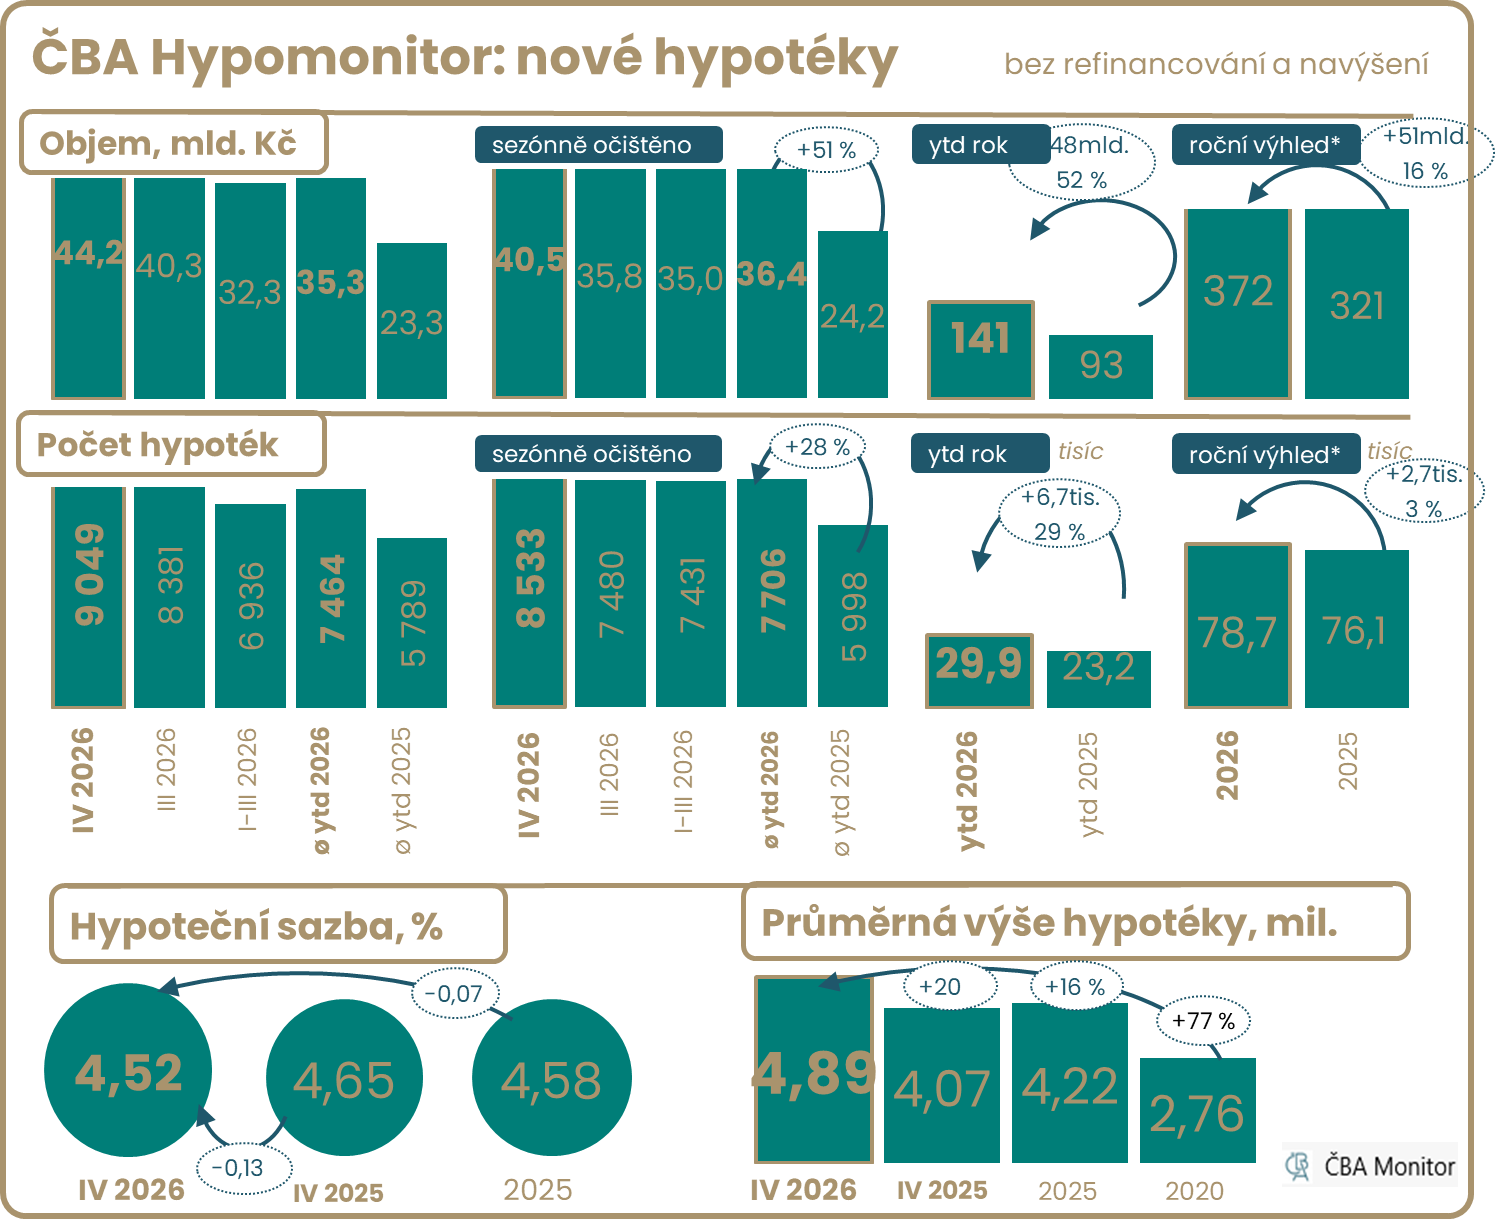 ČBA Hypomonitor: nové hypotéky
bez refinancování a navýšení
Objem, mld. Kč
sezónně očištěno
+51 %
ytd rok
48mld.
52 %
roční výhled*
+51mld.
16 %
44,2
40,3
32,3
35,3
23,3
40,5
35,8
35,0
36,4
24,2
141
93
372
321
Počet hypoték
sezónně očištěno
+28 %
ytd rok
tisíc
+6,7tis.
29 %
roční výhled*
tisíc
+2,7tis.
3 %
9 049
8 381
6 936
7 464
5 789
8 533
7 480
7 431
7 706
5 998
29,9
23,2
78,7
76,1
IV 2026
III 2026
I-III 2026
ø ytd 2026
ø ytd 2025
IV 2026
III 2026
I-III 2026
ø ytd 2026
ø ytd 2025
ytd 2026
ytd 2025
2026
2025
Hypoteční sazba, %
-0,07
4,52
4,65
4,58
-0,13
IV 2026
IV 2025
2025
Průměrná výše hypotéky, mil.
+20
+16 %
+77 %
4,89
4,07
4,22
2,76
IV 2026
IV 2025
2025
2020
ČBA Monitor